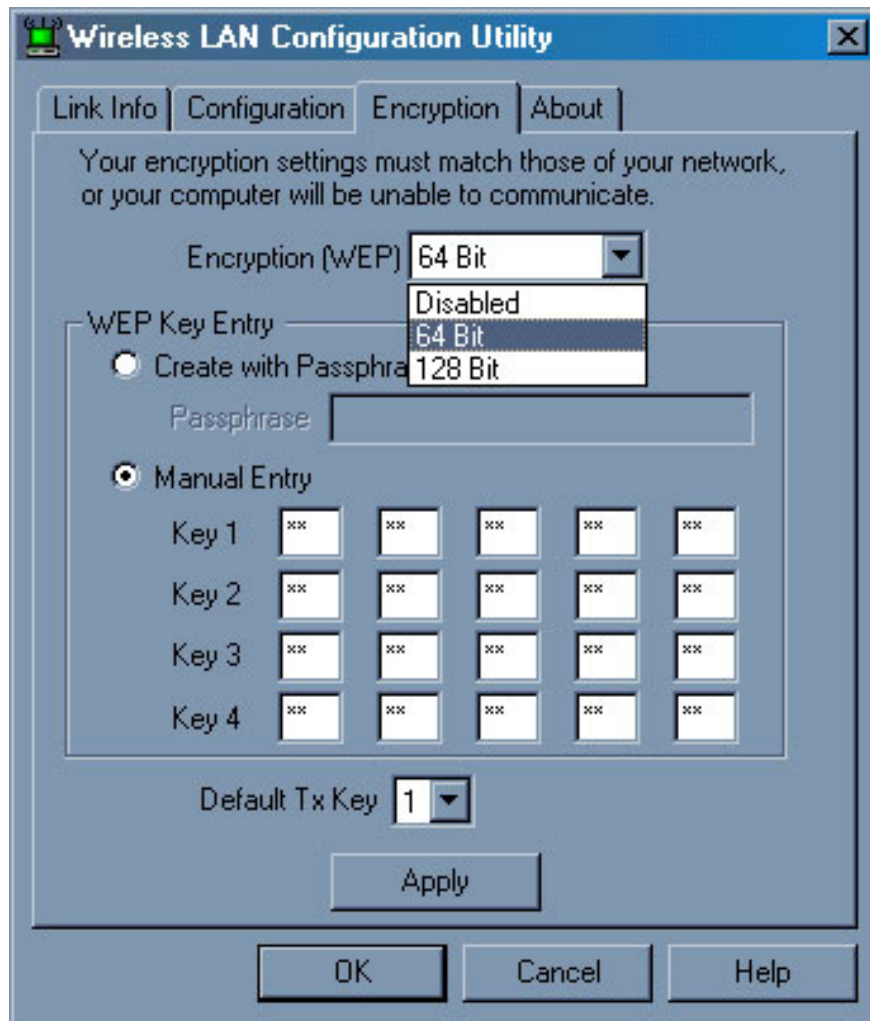 Wireless LAN Configuration Utility
Link Info Configuration Encryption About
Your encryption settings must match those of your network,
or your computer will be unable to communicate.
Encryption (WEP) 64 Bit
Disabled
64 Bit
128 Bit
WEP Key Entry
Create with Passphra
Passphrase
Manual Entry
Key 1 ** ** ** ** **
Key 2 ** ** ** ** **
Key 3 ** ** ** ** **
Key 4 ** ** ** ** **
Default Tx Key 1
Apply
OK Cancel Help